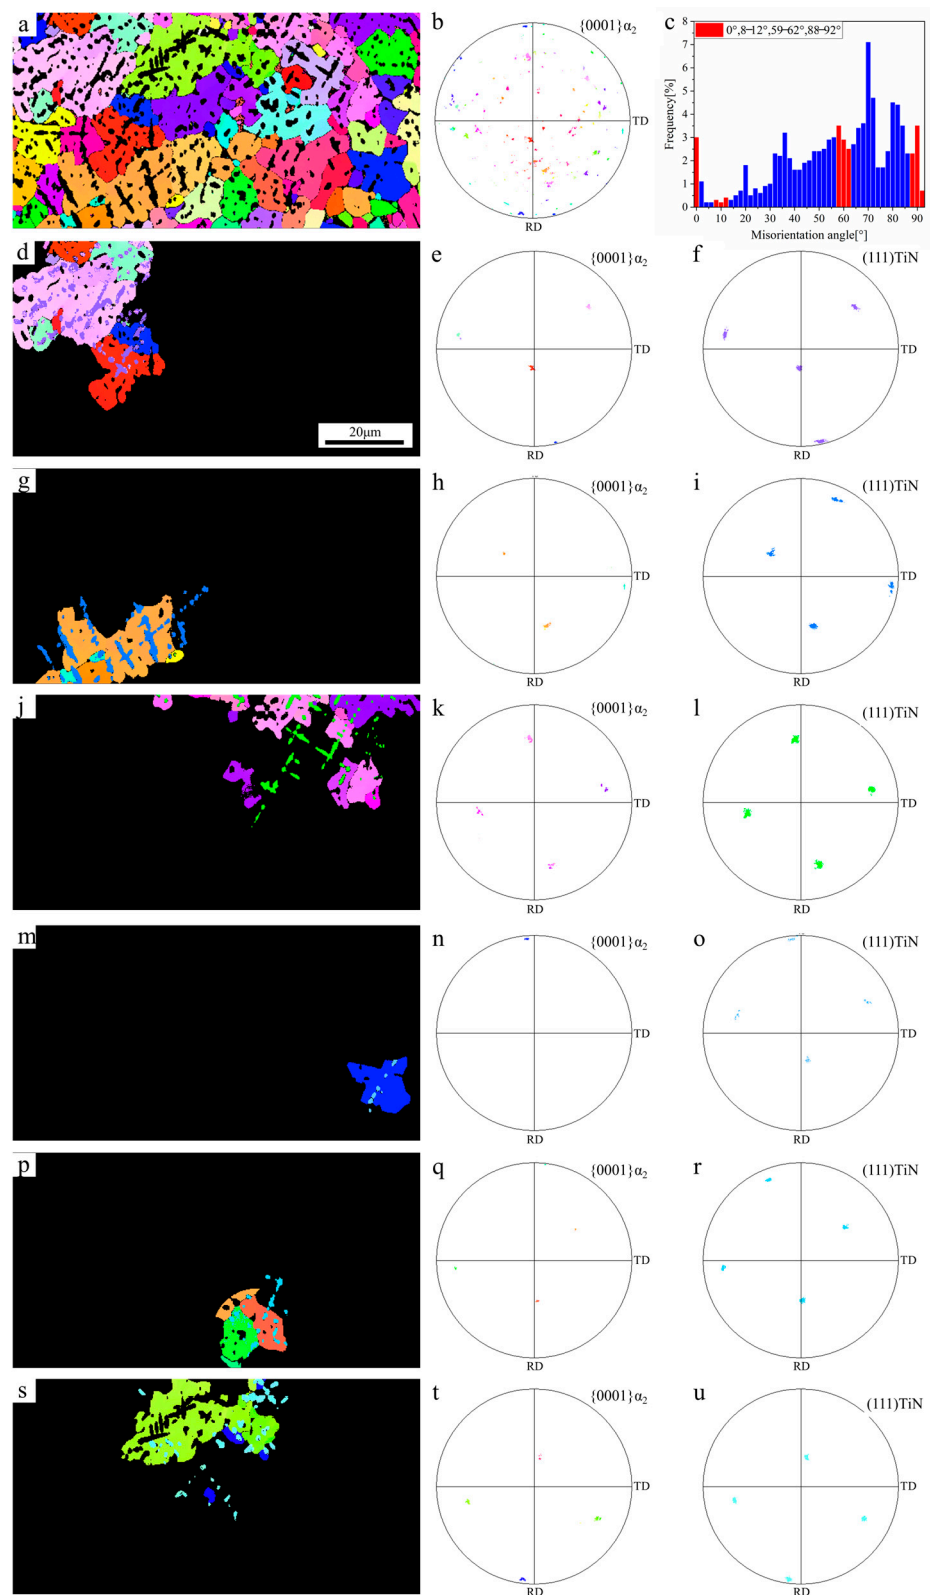 a
b
{0001}α₂
TD
RD
c
0°,8-12°,59-62°,88-92°
Frequency[%]
8
7
6
5
4
3
2
1
0
0 10 20 30 40 50 60 70 80 90
Misorientation angle[°]
d
20μm
e
{0001}α₂
TD
RD
f
(111)TiN
TD
RD
g
h
{0001}α₂
TD
RD
i
(111)TiN
TD
RD
j
k
{0001}α₂
TD
RD
l
(111)TiN
TD
RD
m
n
{0001}α₂
TD
RD
o
(111)TiN
TD
RD
p
q
{0001}α₂
TD
RD
r
(111)TiN
TD
RD
s
t
{0001}α₂
TD
RD
u
(111)TiN
TD
RD